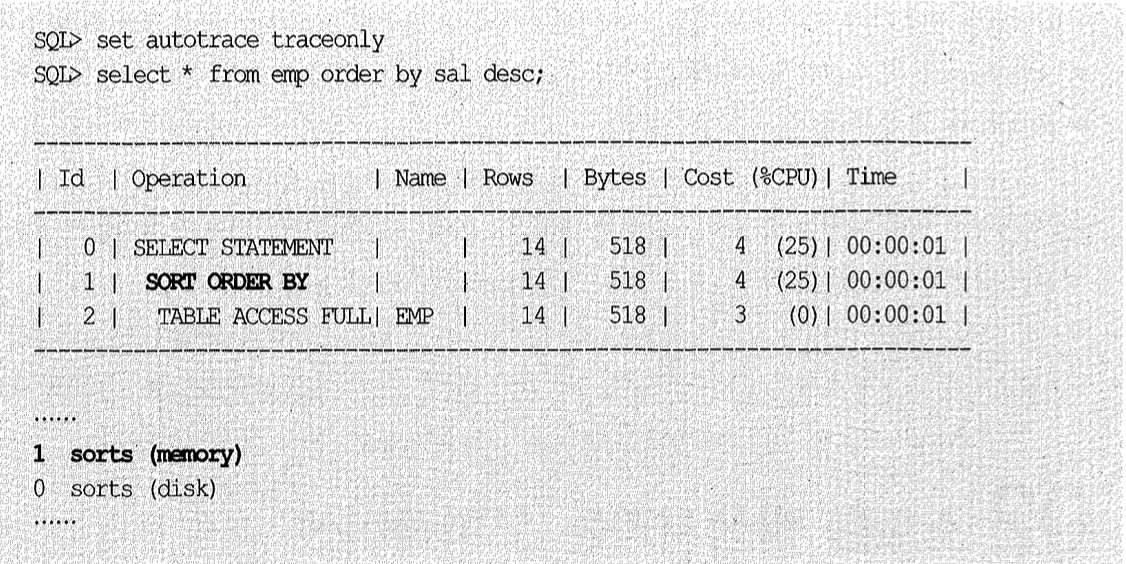 SQL> set autotrace traceonly
SQL> select * from emp order by sal desc;
---------------------------------------------------------------------------
| Id  | Operation          | Name | Rows  | Bytes | Cost (%CPU)| Time     |
---------------------------------------------------------------------------
|   0 | SELECT STATEMENT   |      |    14 |   518 |     4  (25)| 00:00:01 |
|   1 |  SORT ORDER BY     |      |    14 |   518 |     4  (25)| 00:00:01 |
|   2 |   TABLE ACCESS FULL| EMP  |    14 |   518 |     3   (0)| 00:00:01 |
---------------------------------------------------------------------------
......
1  sorts (memory)
0  sorts (disk)
......